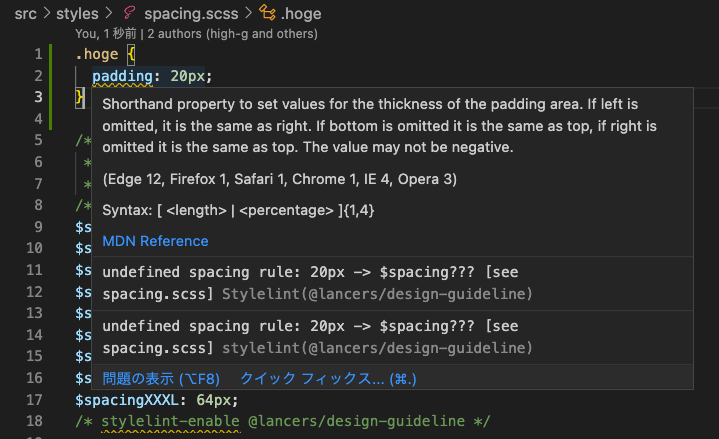 src > styles > spacing.scss > .hoge
You, 1 秒前 | 2 authors (high-g and others)
1 .hoge {
2 padding: 20px;
3 }
Shorthand property to set values for the thickness of the padding area. If left is
4 omitted, it is the same as right. If bottom is omitted it is the same as top, if right is
5 /* omitted it is the same as top. The value may not be negative.
6 *
7 * (Edge 12, Firefox 1, Safari 1, Chrome 1, IE 4, Opera 3)
8 /* Syntax: [ <length> | <percentage> ]{1,4}
9 $s
10 $s MDN Reference
11 $s undefined spacing rule: 20px -> $spacing??? [see
12 $s spacing.scss] Stylelint(@lancers/design-guideline)
13 $s
14 $s undefined spacing rule: 20px -> $spacing??? [see
15 $s spacing.scss] stylelint(@lancers/design-guideline)
16 $s 問題の表示 (⌥F8) クイック フィックス... (⌘.)
17 $spacingXXXL: 64px;
18 /* stylelint-enable @lancers/design-guideline */